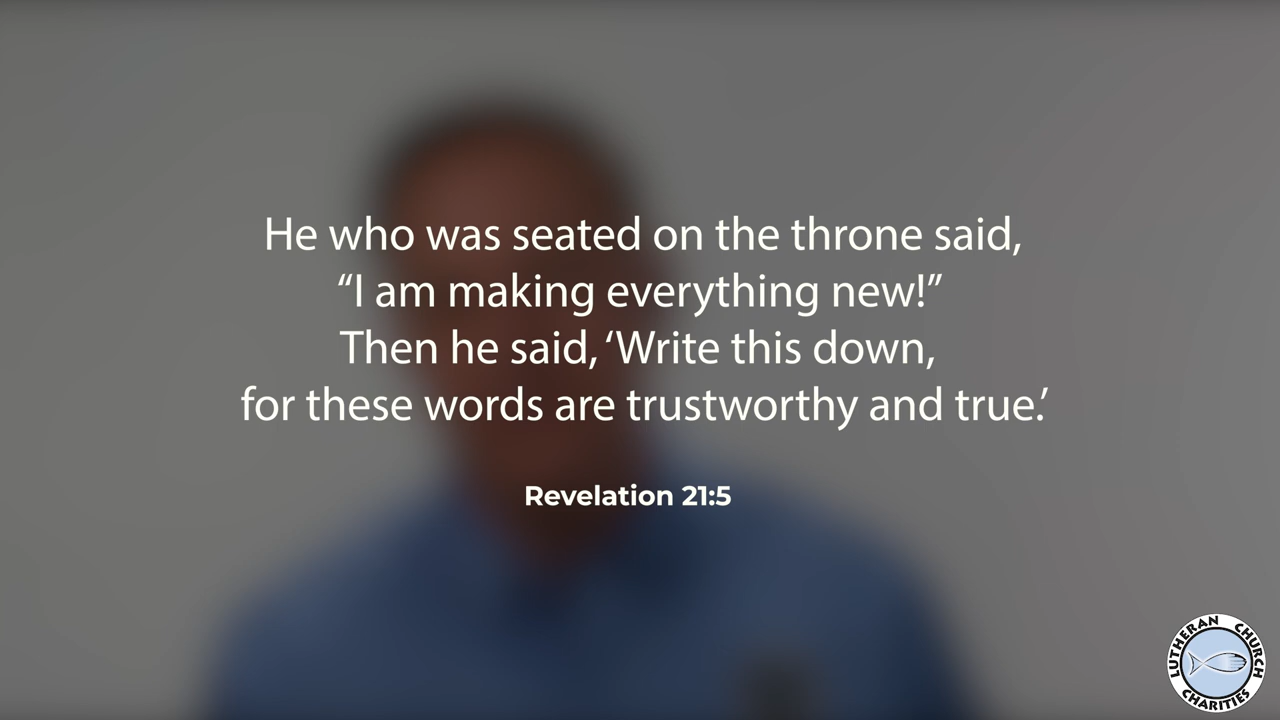 He who was seated on the throne said,
“I am making everything new!”
Then he said, ‘Write this down,
for these words are trustworthy and true.’
Revelation 21:5
LUTHERAN CHURCH
CHARITIES